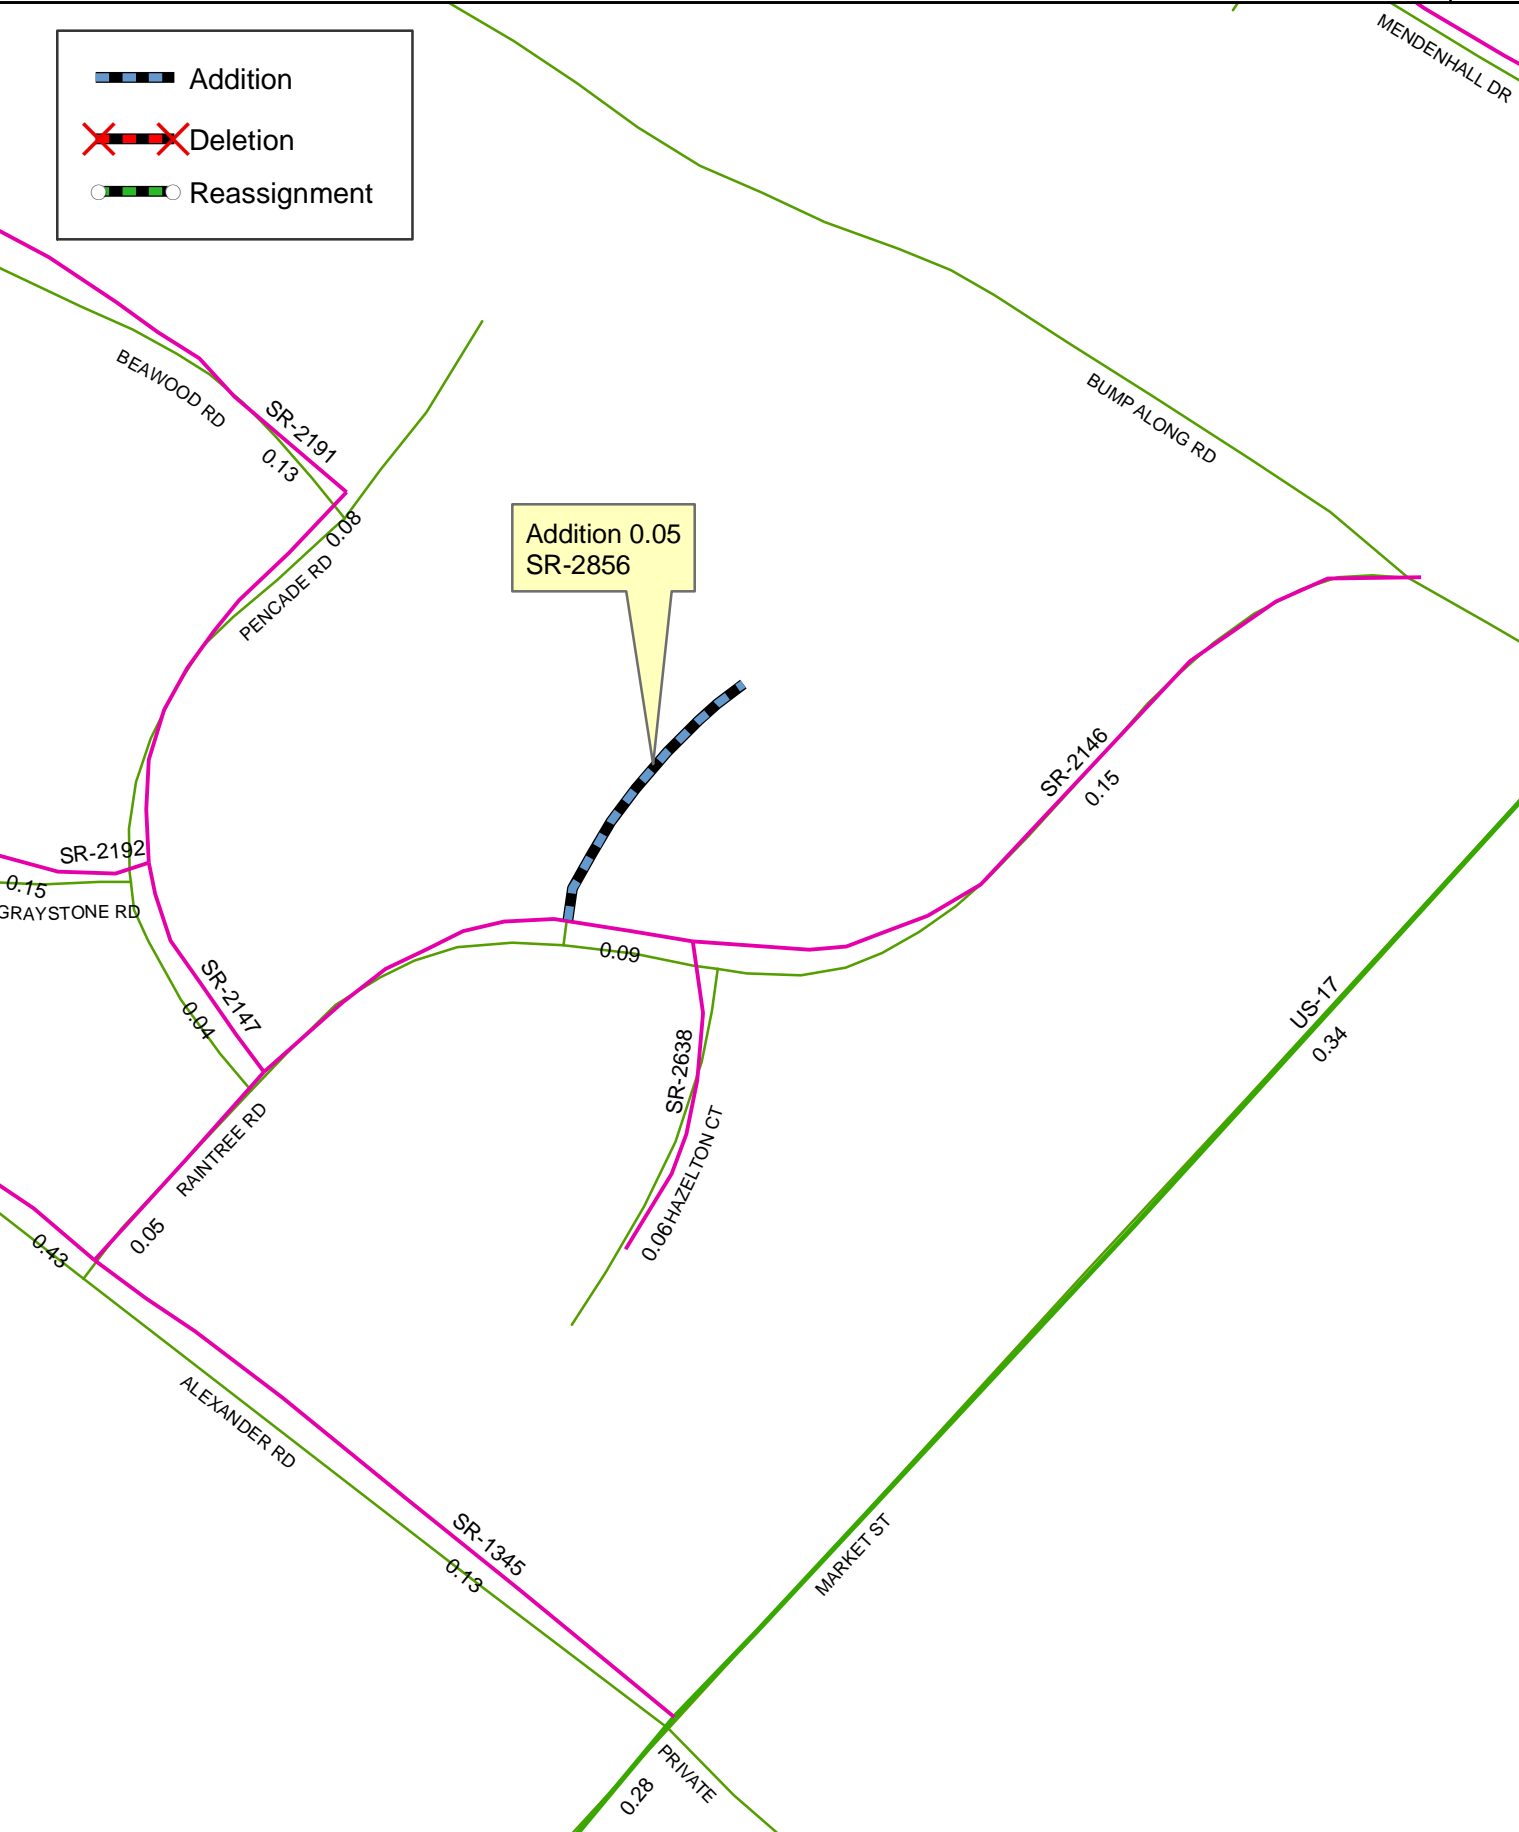 Addition
Deletion
Reassignment
MENDENHALL DR
BEAWOOD RD
SR-2191
0.13
BUMP ALONG RD
0.08
PENCADE RD
Addition 0.05
SR-2856
SR-2146
0.15
SR-2192
0.15
GRAYSTONE RD
0.09
SR-2147
0.04
US-17
0.34
SR-2638
HAZELTON CT
0.06
RAINTREE RD
0.05
0.43
ALEXANDER RD
SR-1345
0.13
MARKET ST
PRIVATE
0.28